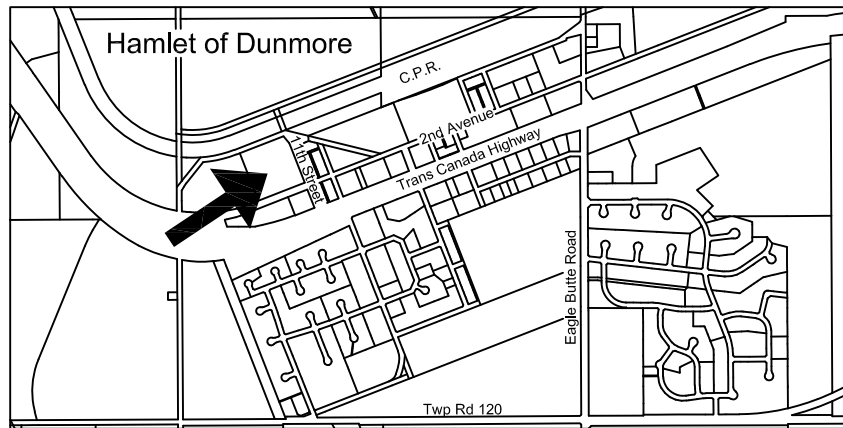 Hamlet of Dunmore
C.P.R.
2nd Avenue
11th Street
Trans Canada Highway
Eagle Butte Road
Twp Rd 120